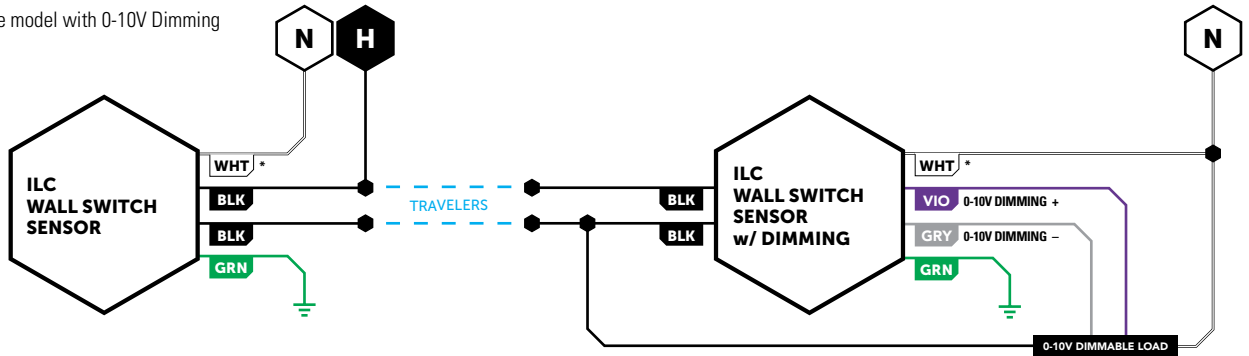 model with 0-10V Dimming
N
H
N
ILC
WALL SWITCH
SENSOR
WHT *
BLK
BLK
GRN
TRAVELERS
BLK
BLK
ILC
WALL SWITCH
SENSOR
w/ DIMMING
WHT *
VIO 0-10V DIMMING +
GRY 0-10V DIMMING –
GRN
0-10V DIMMABLE LOAD